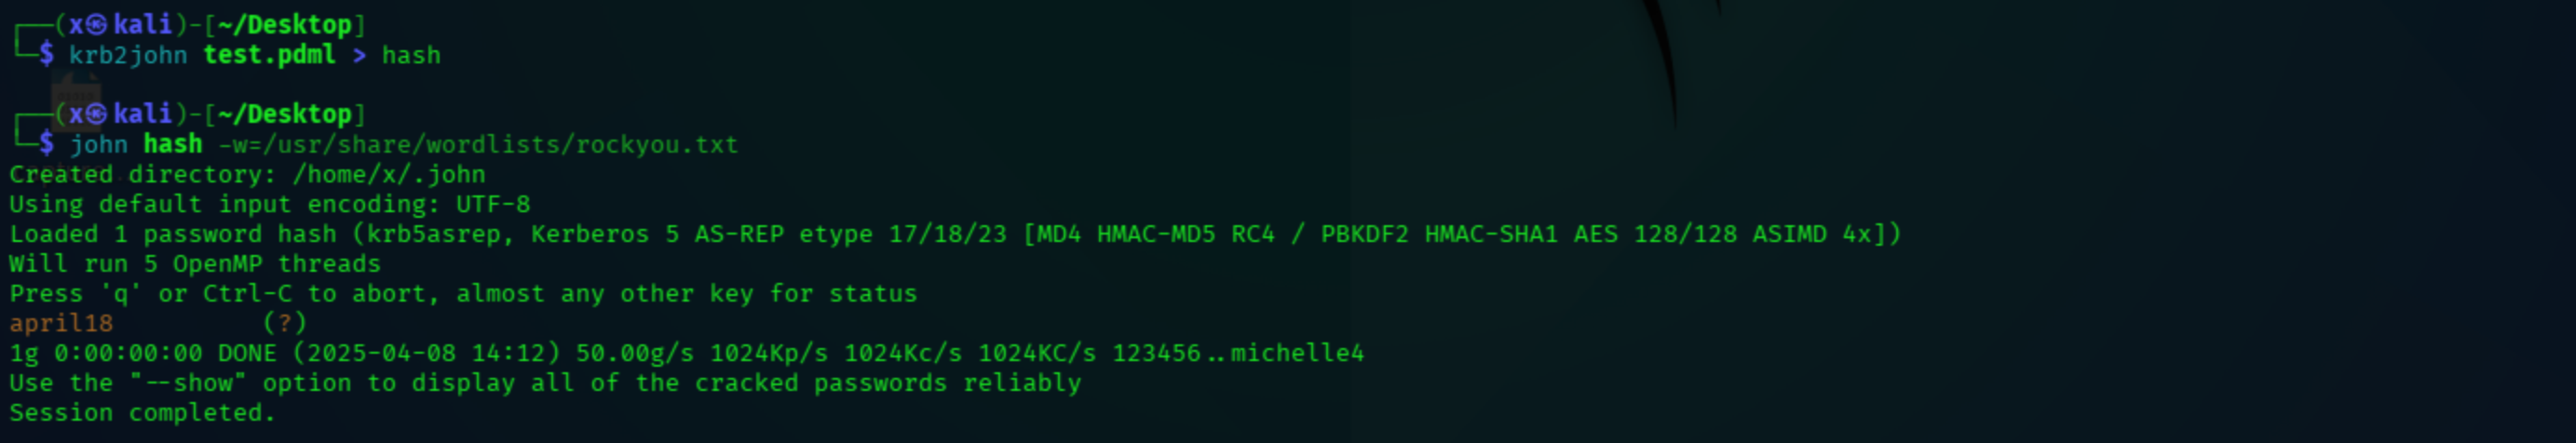 ┌──(x㉿kali)-[~/Desktop]
└─$ krb2john test.pdml > hash
┌──(x㉿kali)-[~/Desktop]
└─$ john hash -w=/usr/share/wordlists/rockyou.txt
Created directory: /home/x/.john
Using default input encoding: UTF-8
Loaded 1 password hash (krb5asrep, Kerberos 5 AS-REP etype 17/18/23 [MD4 HMAC-MD5 RC4 / PBKDF2 HMAC-SHA1 AES 128/128 ASIMD 4x])
Will run 5 OpenMP threads
Press 'q' or Ctrl-C to abort, almost any other key for status
april18          (?)
1g 0:00:00:00 DONE (2025-04-08 14:12) 50.00g/s 1024Kp/s 1024Kc/s 1024KC/s 123456..michelle4
Use the "--show" option to display all of the cracked passwords reliably
Session completed.